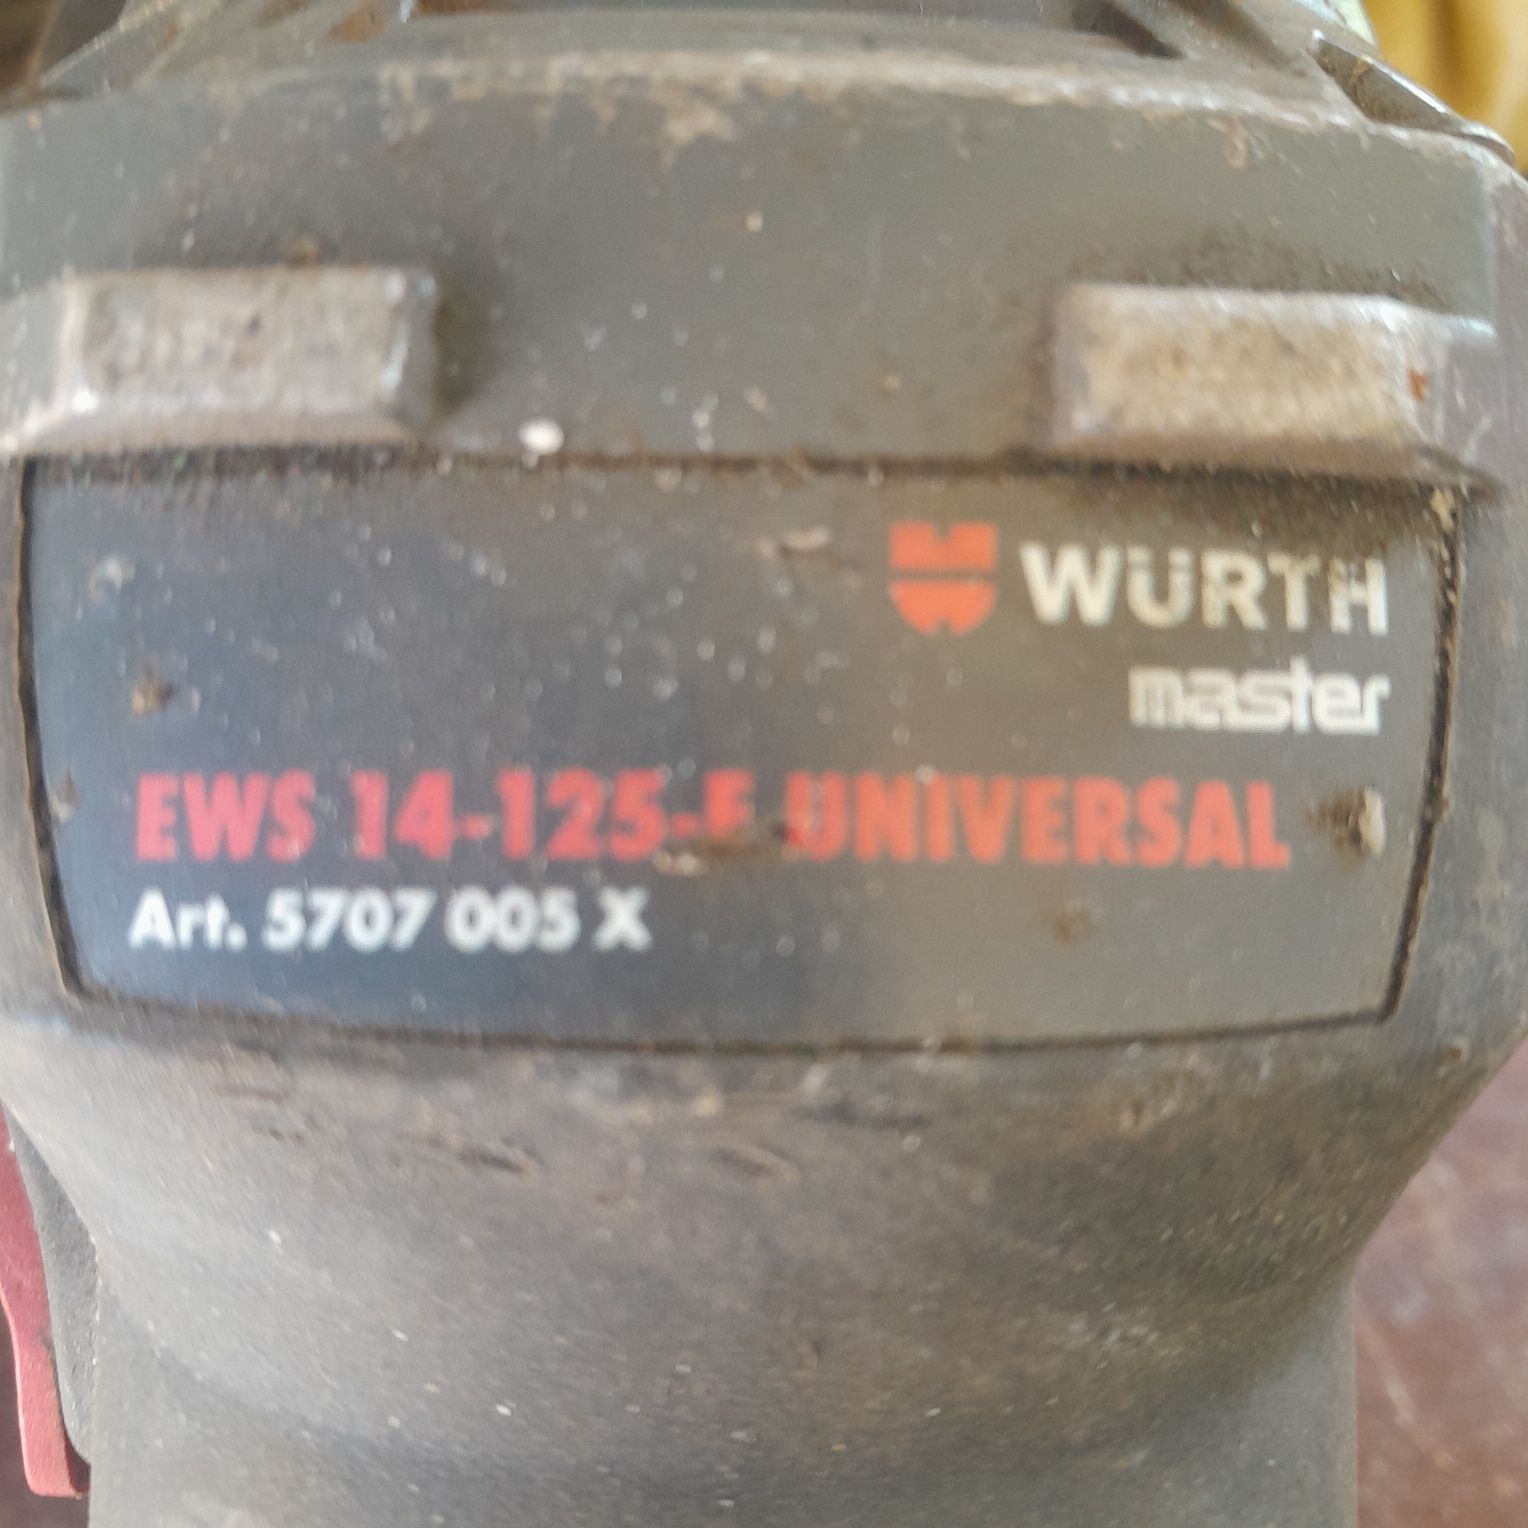 WÜRTH
master
EWS 14-125-E UNIVERSAL
Art. 5707 005 X